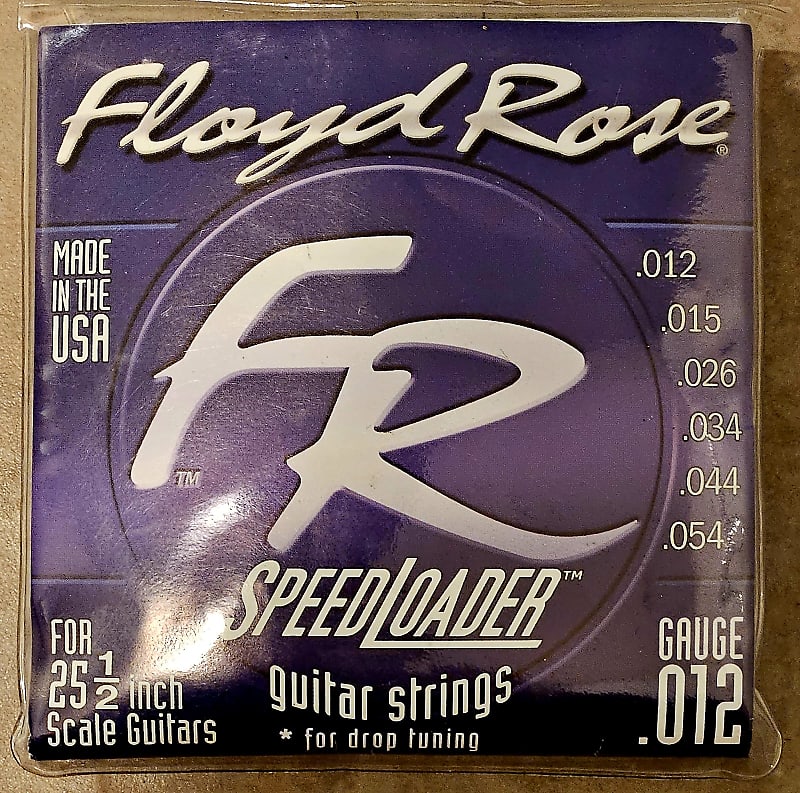 Floyd Rose®
MADE
IN THE
USA
FR™
.012
.015
.026
.034
.044
.054
SPEEDLOADER™
guitar strings
* for drop tuning
FOR
25 1/2 inch
Scale Guitars
GAUGE
.012